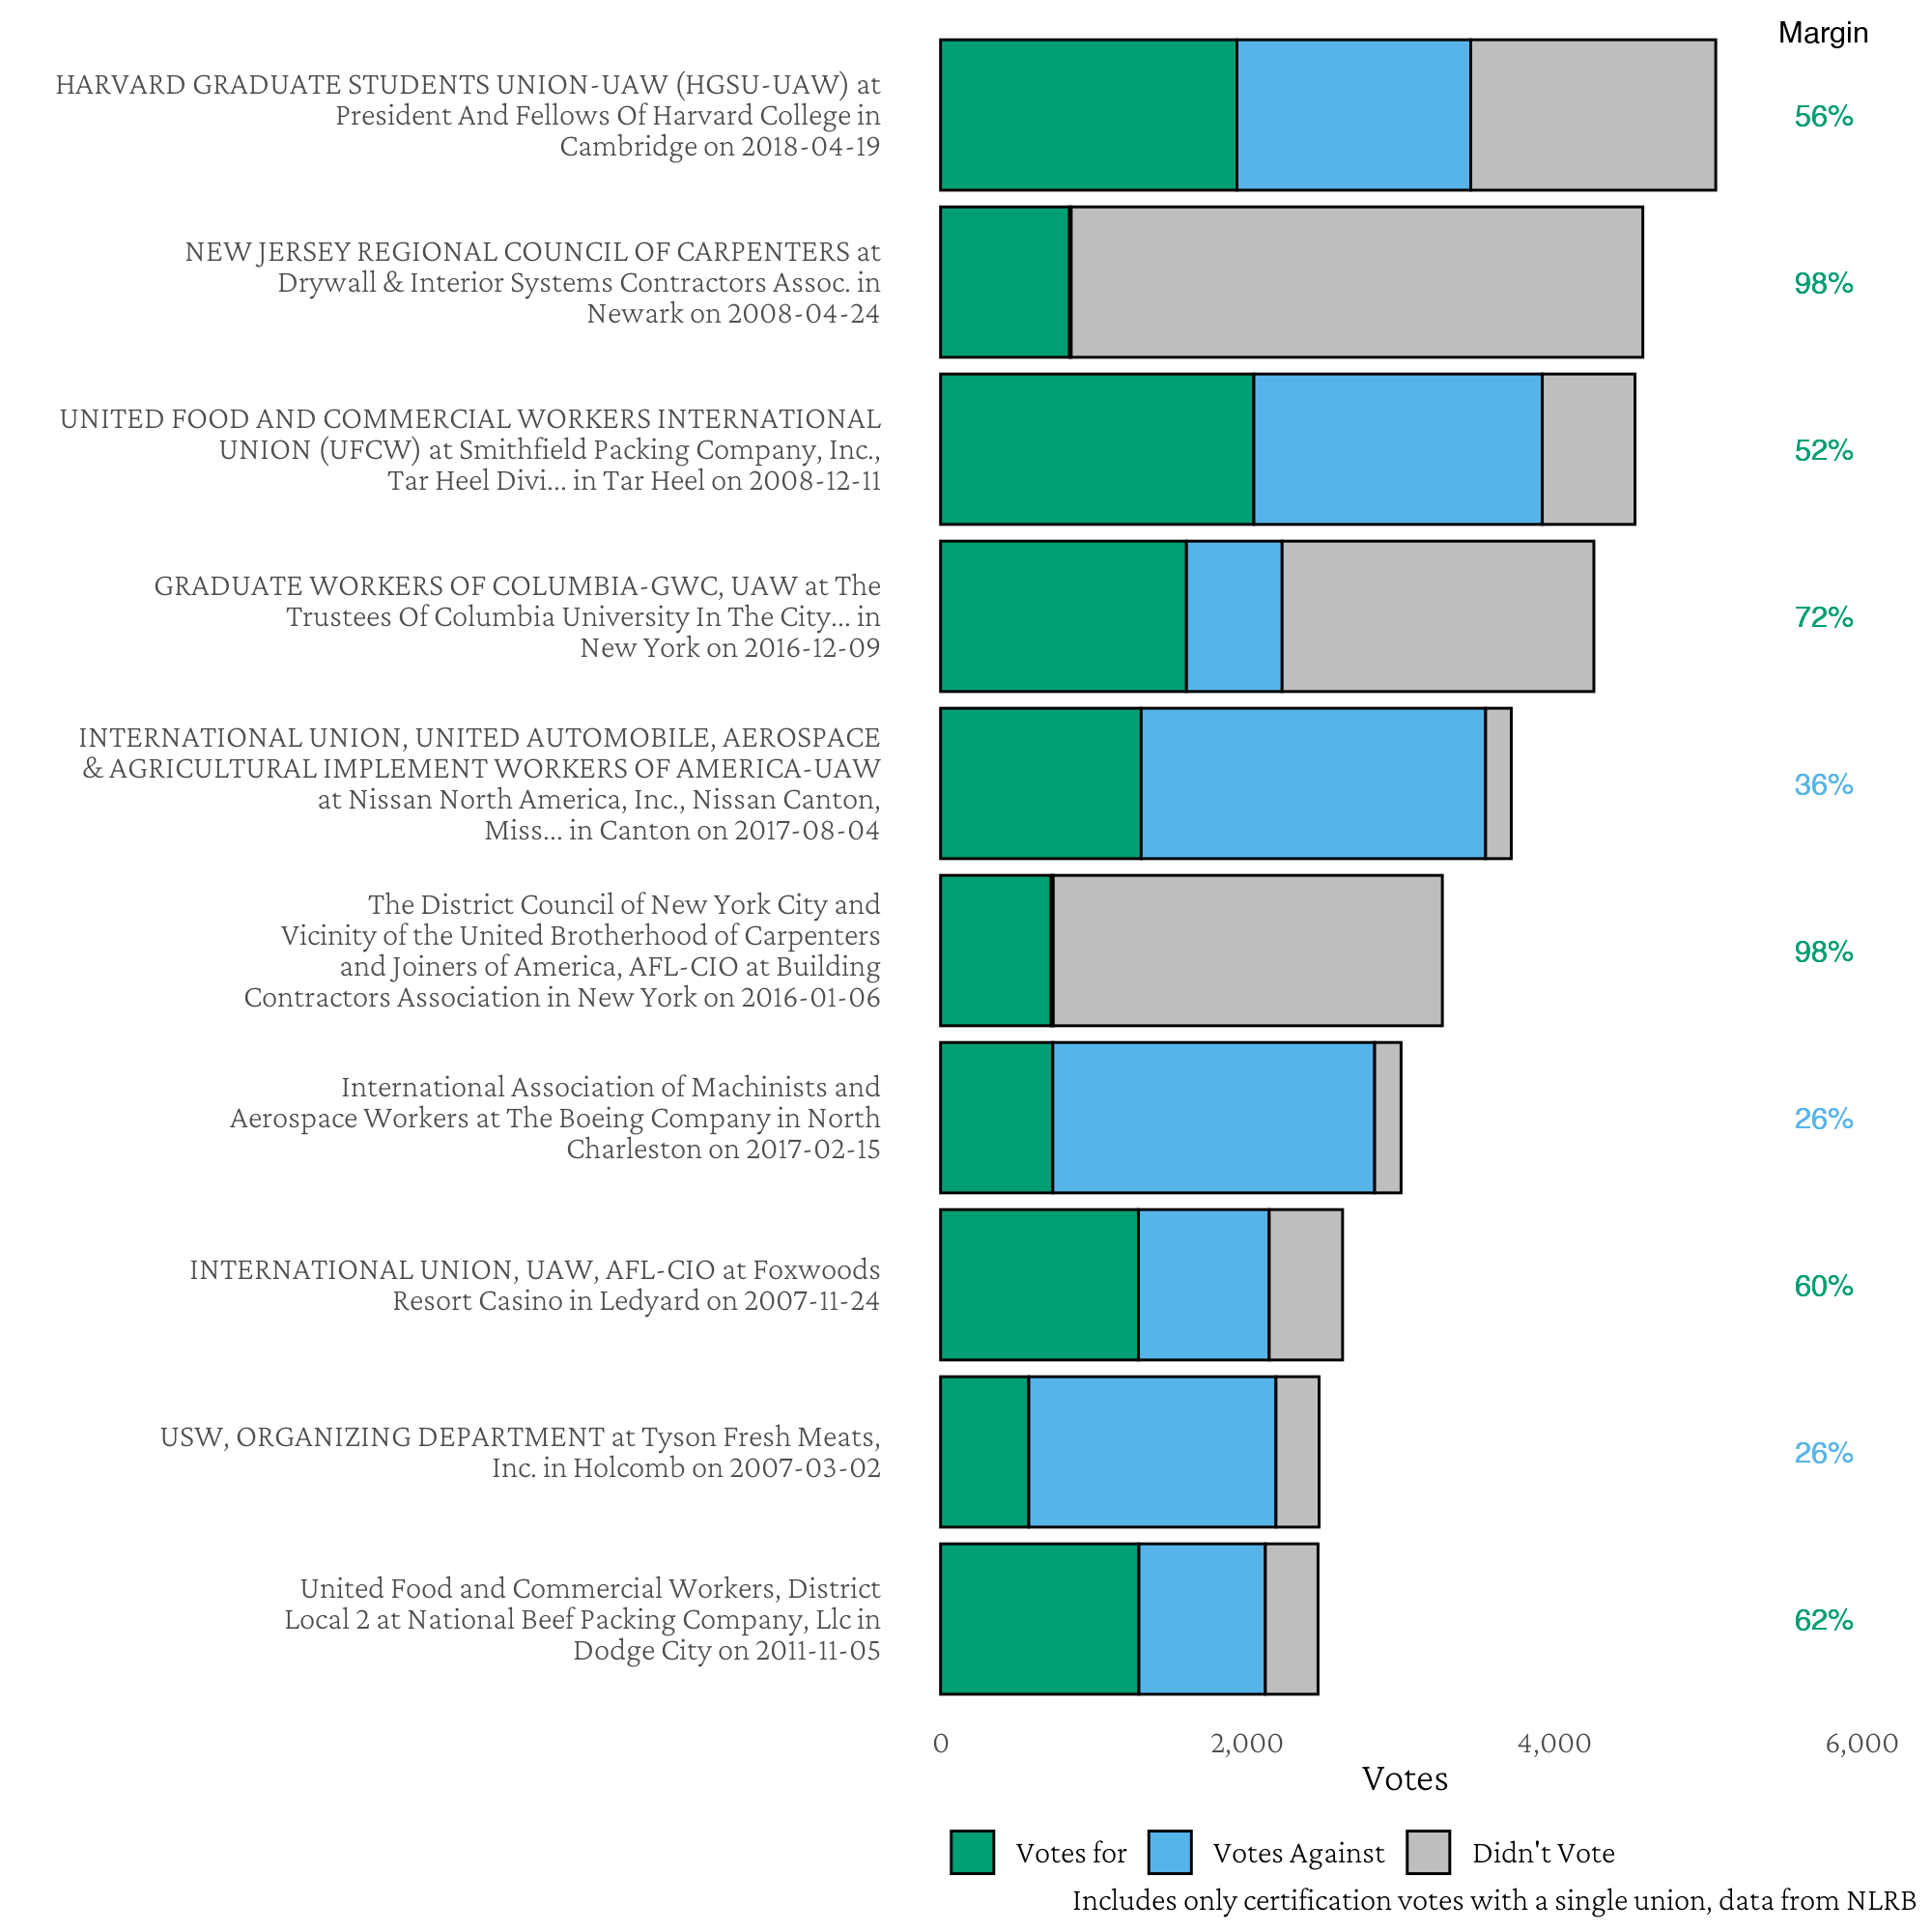 Margin
HARVARD GRADUATE STUDENTS UNION-UAW (HGSU-UAW) at
President And Fellows Of Harvard College in
Cambridge on 2018-04-19
56%
NEW JERSEY REGIONAL COUNCIL OF CARPENTERS at
Drywall & Interior Systems Contractors Assoc. in
Newark on 2008-04-24
98%
UNITED FOOD AND COMMERCIAL WORKERS INTERNATIONAL
UNION (UFCW) at Smithfield Packing Company, Inc.,
Tar Heel Divi... in Tar Heel on 2008-12-11
52%
GRADUATE WORKERS OF COLUMBIA-GWC, UAW at The
Trustees Of Columbia University In The City... in
New York on 2016-12-09
72%
INTERNATIONAL UNION, UNITED AUTOMOBILE, AEROSPACE
& AGRICULTURAL IMPLEMENT WORKERS OF AMERICA-UAW
at Nissan North America, Inc., Nissan Canton,
Miss... in Canton on 2017-08-04
36%
The District Council of New York City and
Vicinity of the United Brotherhood of Carpenters
and Joiners of America, AFL-CIO at Building
Contractors Association in New York on 2016-01-06
98%
International Association of Machinists and
Aerospace Workers at The Boeing Company in North
Charleston on 2017-02-15
26%
INTERNATIONAL UNION, UAW, AFL-CIO at Foxwoods
Resort Casino in Ledyard on 2007-11-24
60%
USW, ORGANIZING DEPARTMENT at Tyson Fresh Meats,
Inc. in Holcomb on 2007-03-02
26%
United Food and Commercial Workers, District
Local 2 at National Beef Packing Company, Llc in
Dodge City on 2011-11-05
62%
0 2,000 4,000 6,000
Votes
Votes for Votes Against Didn't Vote
Includes only certification votes with a single union, data from NLRB